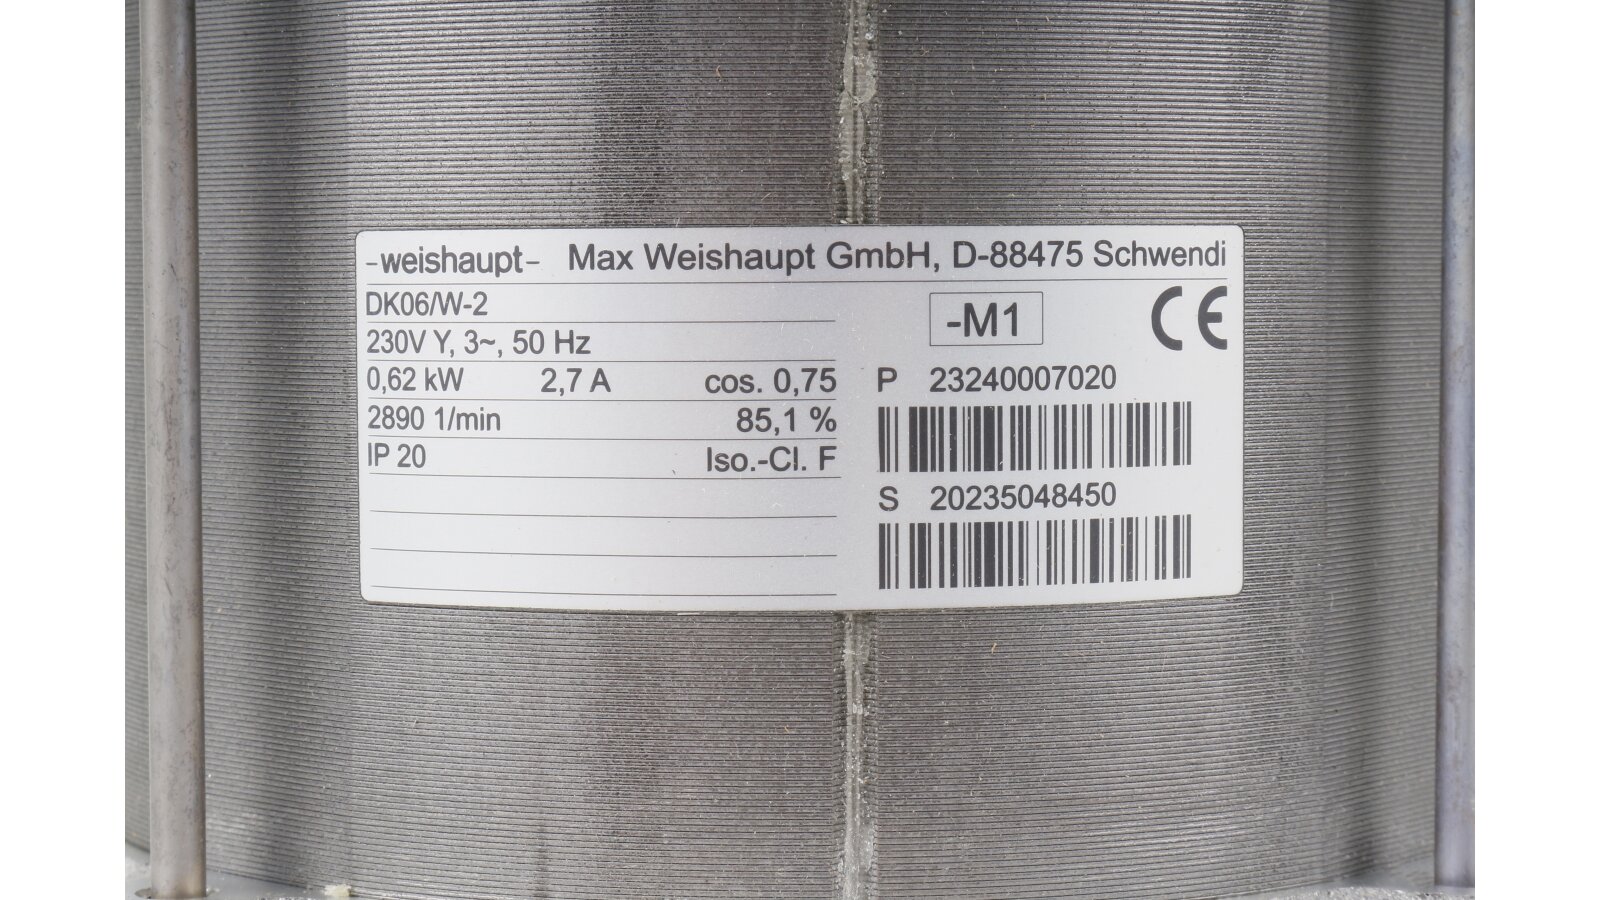 -weishaupt- Max Weishaupt GmbH, D-88475 Schwendi
DK06/W-2
230V Y, 3~, 50 Hz
0,62 kW 2,7 A cos. 0,75
2890 1/min 85,1 %
IP 20 Iso.-Cl. F
-M1 CE
P 23240007020
S 20235048450